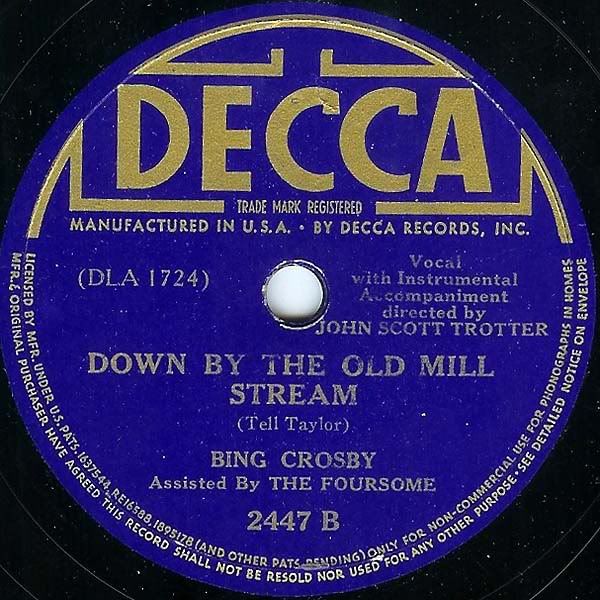 DECCA
TRADE MARK REGISTERED
MANUFACTURED IN U.S.A. • BY DECCA RECORDS, INC.
(DLA 1724)
Vocal
with Instrumental
Accompaniment
directed by
JOHN SCOTT TROTTER
DOWN BY THE OLD MILL
STREAM
(Tell Taylor)
BING CROSBY
Assisted By THE FOURSOME
2447 B
LICENSED BY MFR. UNDER U.S. PATS. 1637544, RE16588, 1895178 (AND OTHER PATS. PENDING) ONLY FOR NON-COMMERCIAL USE FOR PHONOGRAPHS IN HOMES
MFR. & ORIGINAL PURCHASER HAVE AGREED THIS RECORD SHALL NOT BE RESOLD NOR USED FOR ANY OTHER PURPOSE • SEE DETAILED NOTICE ON ENVELOPE